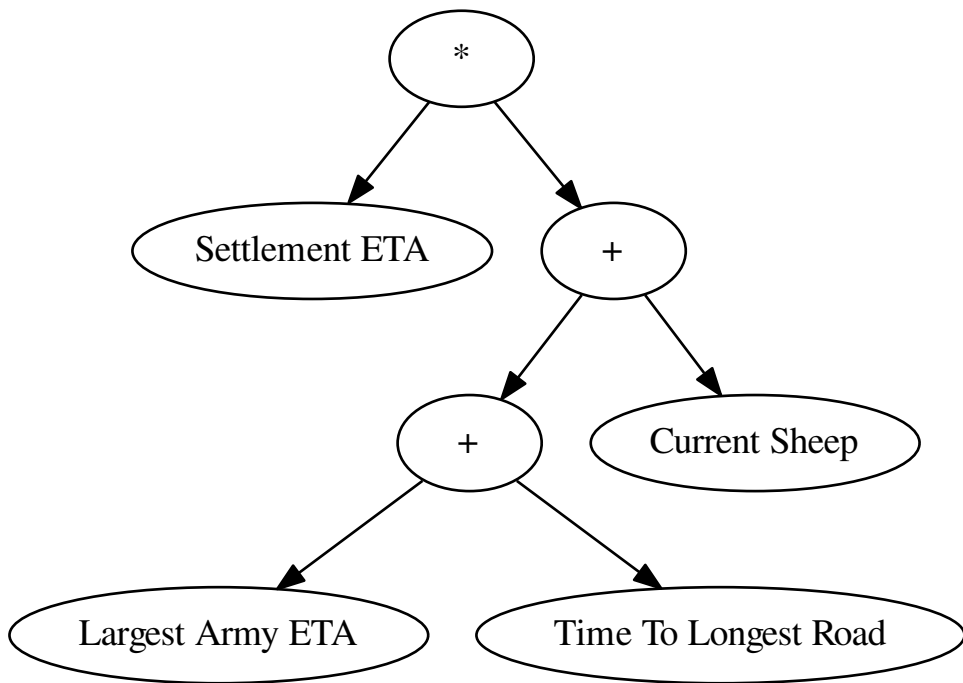 *
Settlement ETA
+
+
Current Sheep
Largest Army ETA
Time To Longest Road